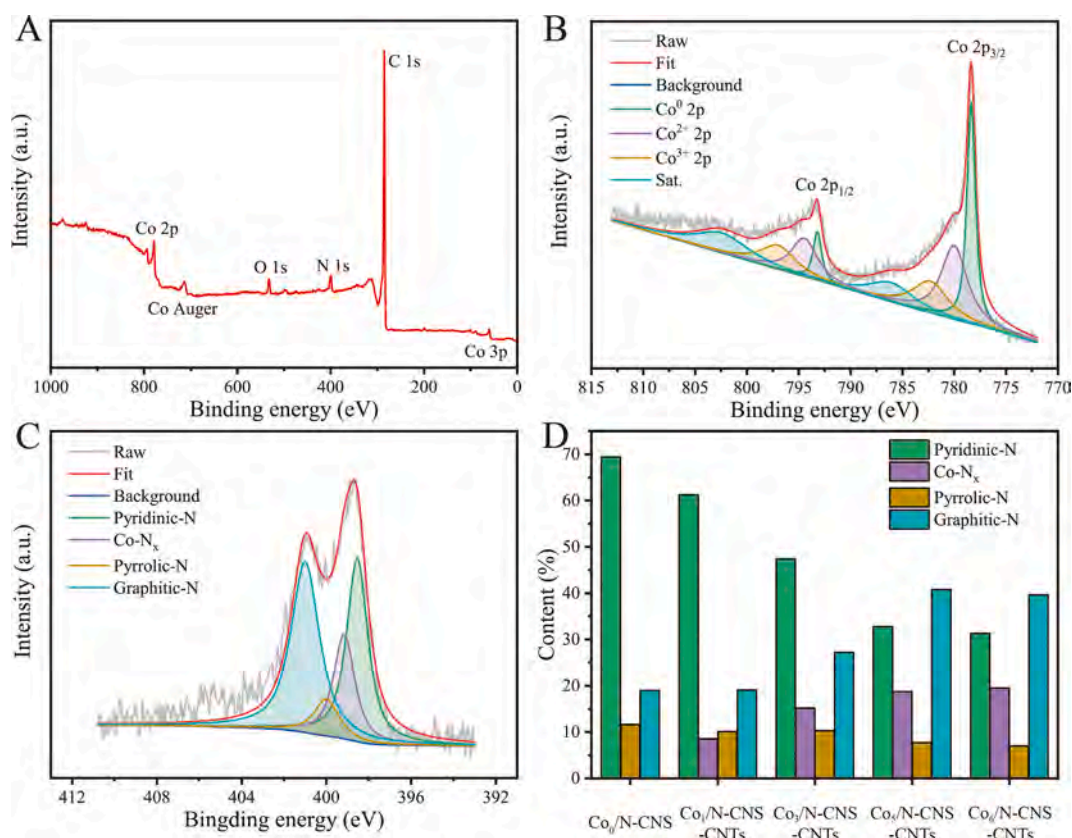 A
C 1s
Co 2p
O 1s
N 1s
Co Auger
Co 3p
Intensity (a.u.)
1000
800
600
400
200
0
Binding energy (eV)
B
Raw
Fit
Background
Co⁰ 2p
Co²⁺ 2p
Co³⁺ 2p
Sat.
Co 2p₃/₂
Co 2p₁/₂
Intensity (a.u.)
815
810
805
800
795
790
785
780
775
770
Binding energy (eV)
C
Raw
Fit
Background
Pyridinic-N
Co-Nₓ
Pyrrolic-N
Graphitic-N
Intensity (a.u.)
412
408
404
400
396
392
Bingding energy (eV)
D
Pyridinic-N
Co-Nₓ
Pyrrolic-N
Graphitic-N
Content (%)
70
60
50
40
30
20
10
0
Co₀/N-CNS
Co₁/N-CNS
-CNTs
Co₃/N-CNS
-CNTs
Co₅/N-CNS
-CNTs
Co₆/N-CNS
-CNTs